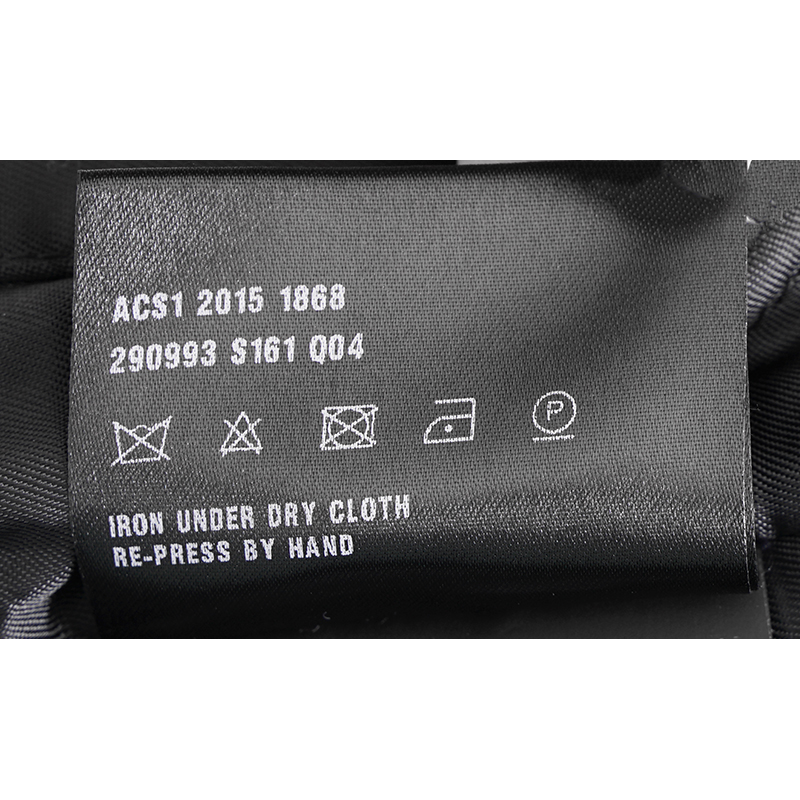 ACS1 2015 1868
290993 S161 Q04
P
IRON UNDER DRY CLOTH
RE-PRESS BY HAND